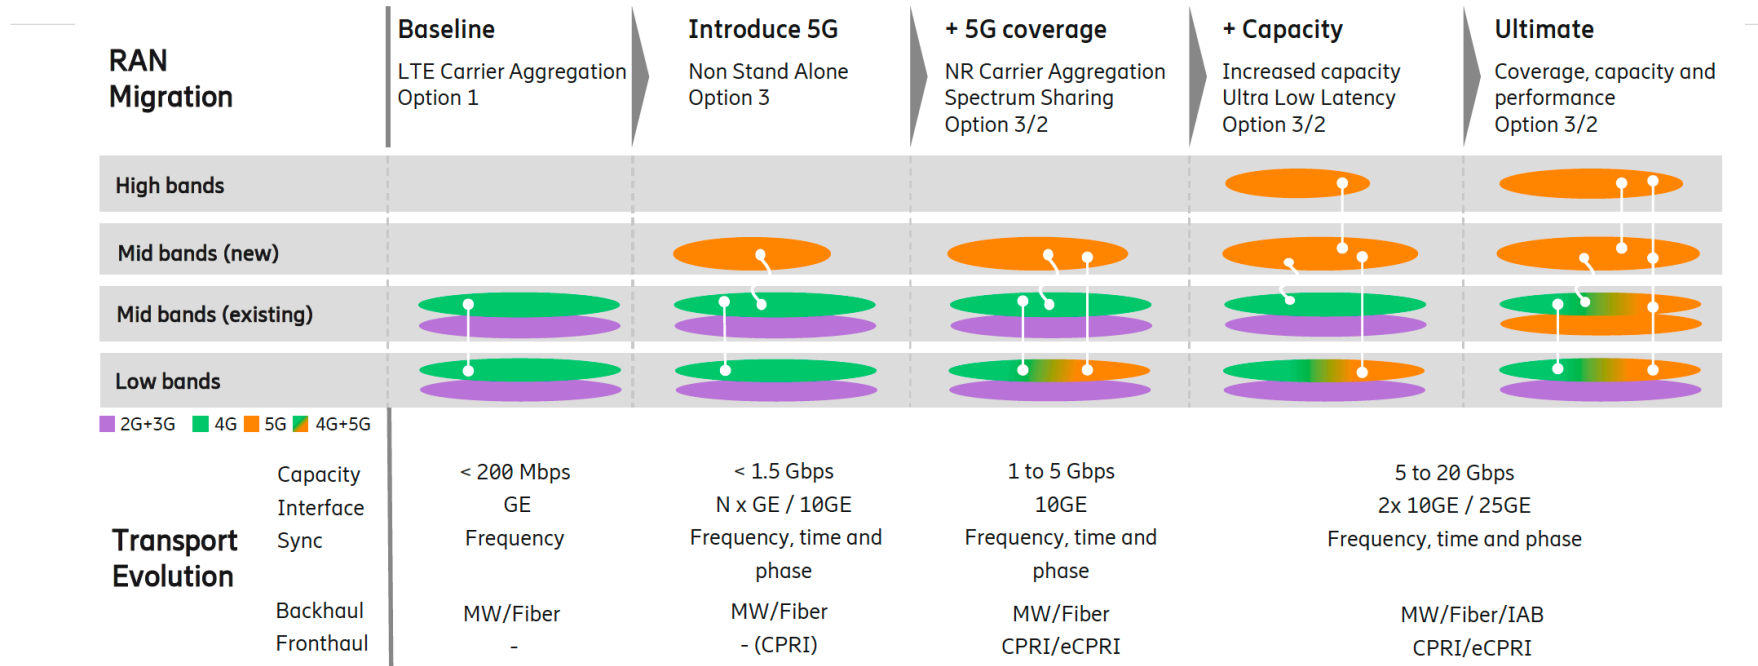 RAN
Migration
Baseline
LTE Carrier Aggregation
Option 1
Introduce 5G
Non Stand Alone
Option 3
+ 5G coverage
NR Carrier Aggregation
Spectrum Sharing
Option 3/2
+ Capacity
Increased capacity
Ultra Low Latency
Option 3/2
Ultimate
Coverage, capacity and
performance
Option 3/2
High bands
Mid bands (new)
Mid bands (existing)
Low bands
2G+3G 4G 5G 4G+5G
Transport
Evolution
Capacity < 200 Mbps < 1.5 Gbps 1 to 5 Gbps 5 to 20 Gbps
Interface GE N x GE / 10GE 10GE 2x 10GE / 25GE
Sync Frequency Frequency, time and Frequency, time and Frequency, time and phase
phase phase
Backhaul MW/Fiber MW/Fiber MW/Fiber MW/Fiber/IAB
Fronthaul - - (CPRI) CPRI/eCPRI CPRI/eCPRI